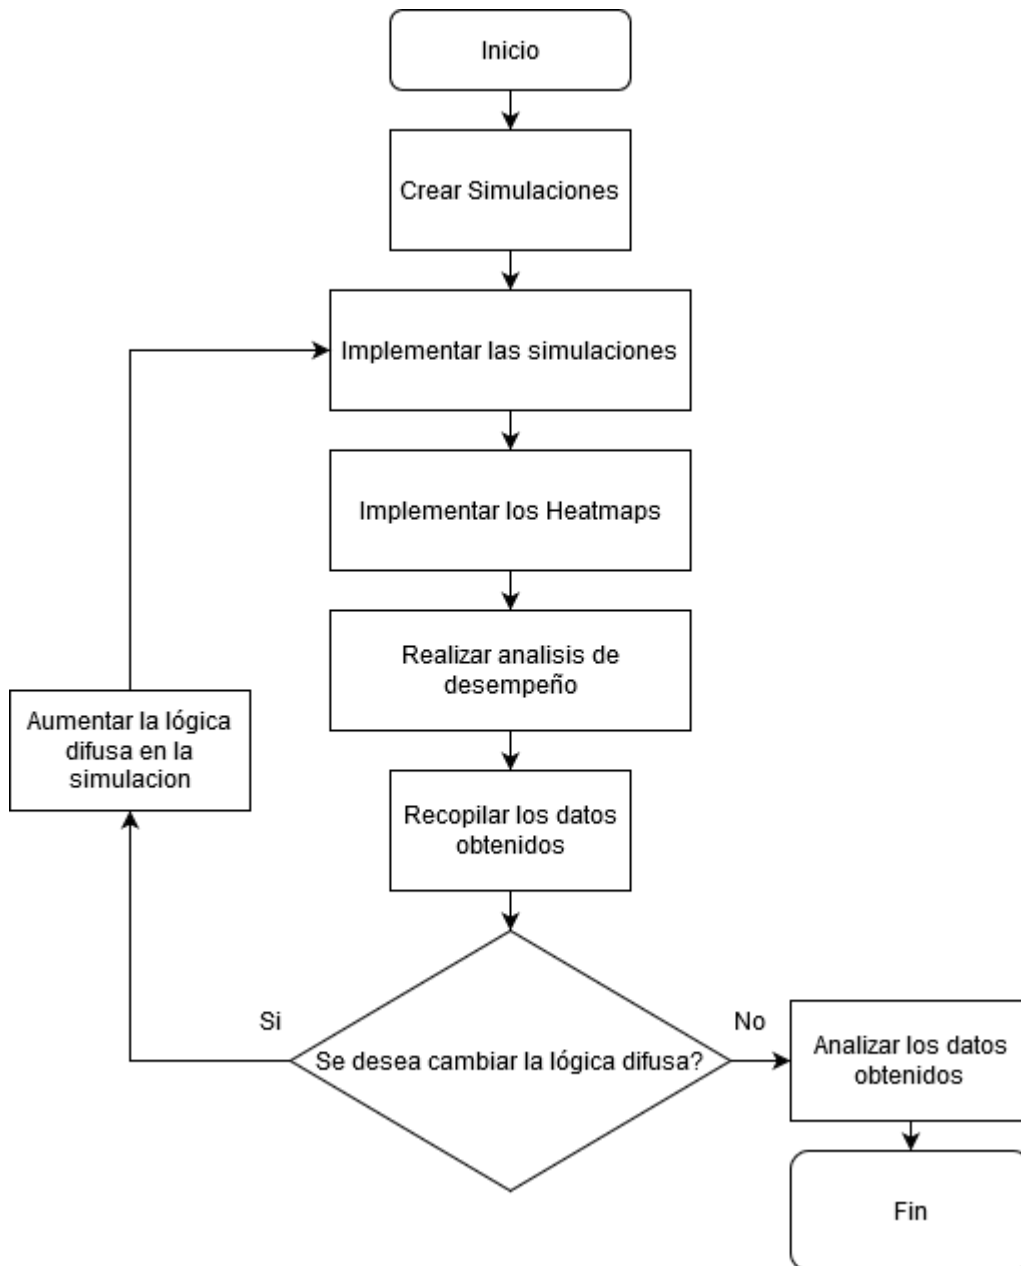 Inicio
Crear Simulaciones
Implementar las simulaciones
Implementar los Heatmaps
Realizar analisis de
desempeño
Aumentar la lógica
difusa en la
simulacion
Recopilar los datos
obtenidos
Si
Se desea cambiar la lógica difusa?
No
Analizar los datos
obtenidos
Fin